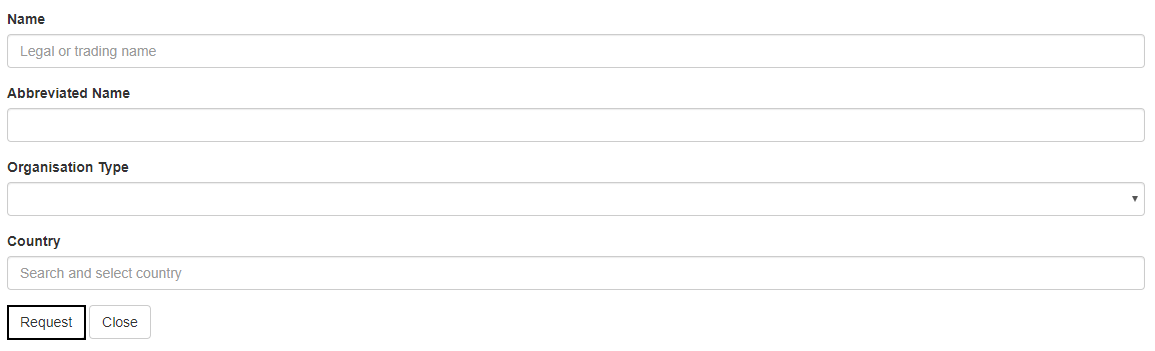 Name
Legal or trading name
Abbreviated Name
Organisation Type
Country
Search and select country
Request Close